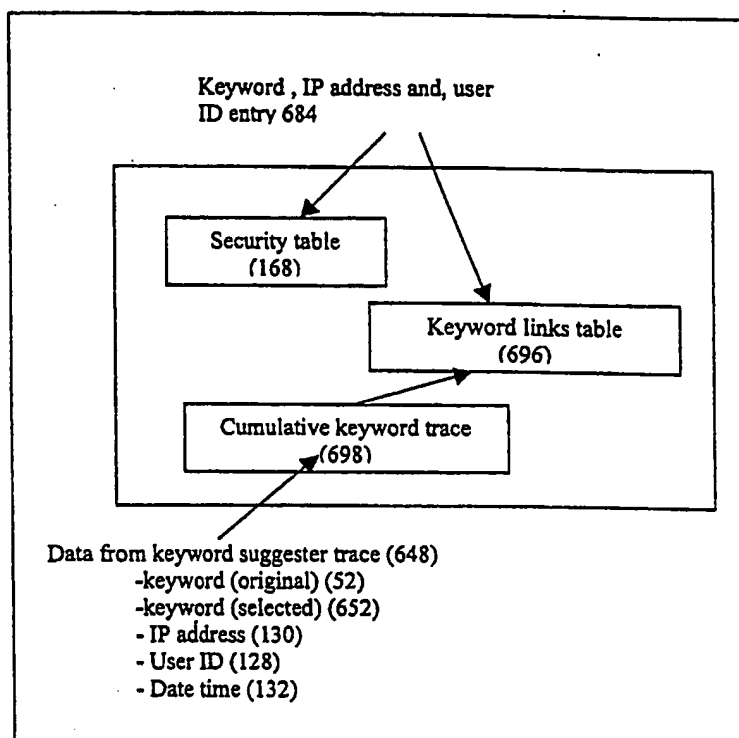 Keyword , IP address and, user
ID entry 684
Security table
(168)
Keyword links table
(696)
Cumulative keyword trace
(698)
Data from keyword suggester trace (648)
-keyword (original) (52)
-keyword (selected) (652)
- IP address (130)
- User ID (128)
- Date time (132)